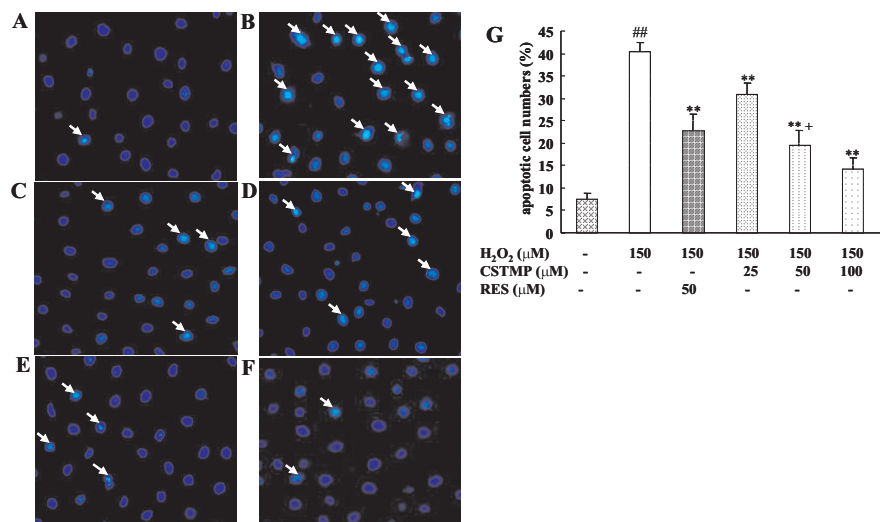 A
B
C
D
E
F
G
apoptotic cell numbers (%)
45
40
35
30
25
20
15
10
5
0
##
**
**
** +
**
H₂O₂ (μM) - 150 150 150 150 150
CSTMP (μM) - - - 25 50 100
RES (μM) - - 50 - - -